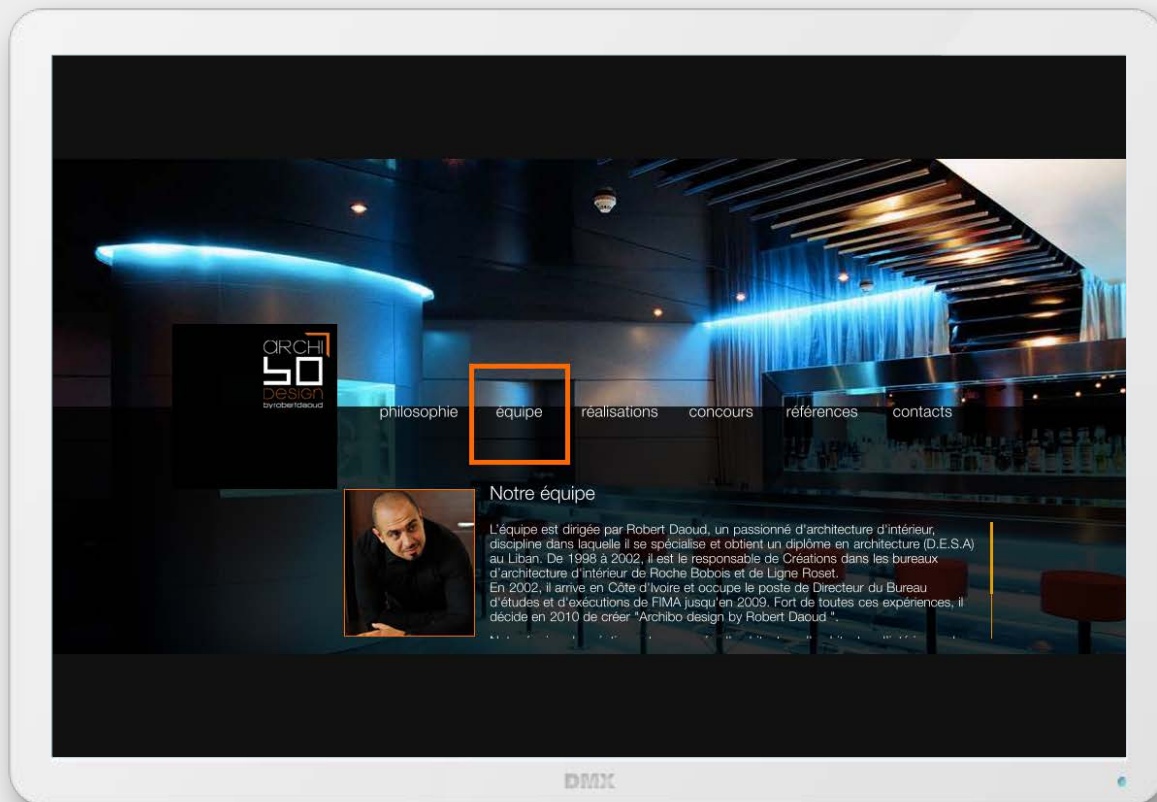 ARCHI
BO
DESIGN
byrobertdaoud
philosophie équipe réalisations concours références contacts
Notre équipe
L'équipe est dirigée par Robert Daoud, un passionné d'architecture d'intérieur,
discipline dans laquelle il se spécialise et obtient un diplôme en architecture (D.E.S.A)
au Liban. De 1998 à 2002, il est le responsable de Créations dans les bureaux
d'architecture d'intérieur de Roche Bobois et de Ligne Roset.
En 2002, il arrive en Côte d'Ivoire et occupe le poste de Directeur du Bureau
d'études et d'exécutions de FIMA jusqu'en 2009. Fort de toutes ces expériences, il
décide en 2010 de créer "Archibo design by Robert Daoud ".
DMX